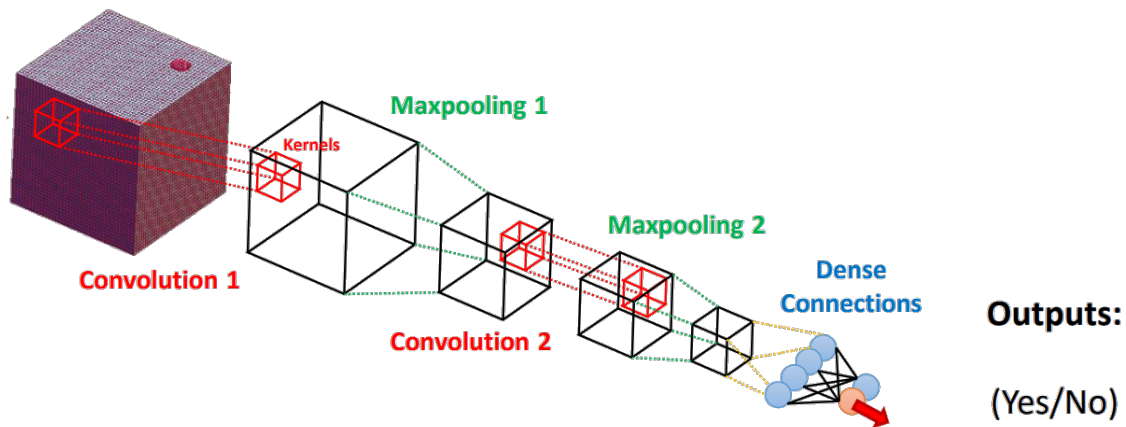 Maxpooling 1
Kernels
Maxpooling 2
Convolution 1
Dense
Connections
Outputs:
Convolution 2
(Yes/No)